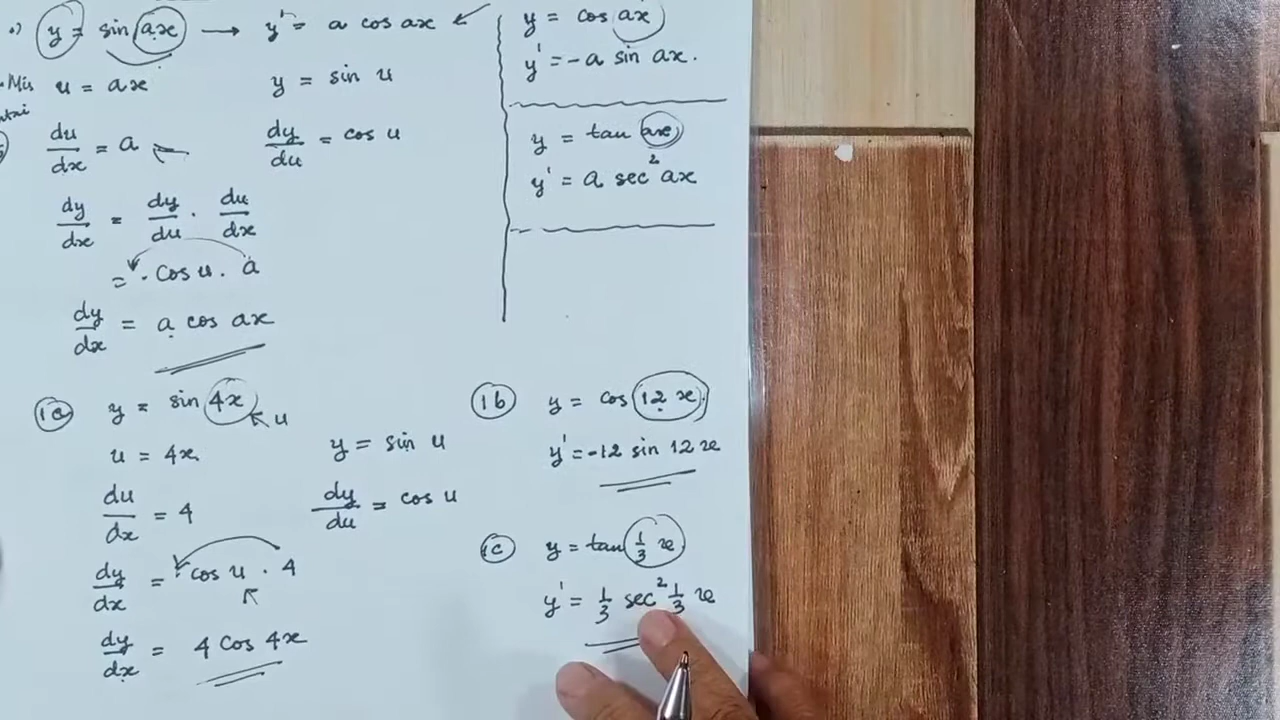 y = sin ax → y' = a cos ax
Mis u = ax y = sin u
du/dx = a dy/du = cos u
dy/dx = dy/du . du/dx
= . cos u . a
dy/dx = a cos ax
y = cos ax
y' = -a sin ax.
y = tan ax
y' = a sec² ax
1a y = sin 4x ← u
u = 4x y = sin u
du/dx = 4 dy/du = cos u
dy/dx = . cos u . 4
dy/dx = 4 cos 4x
1b y = cos 12x
y' = -12 sin 12x
1c y = tan 1/3 x
y' = 1/3 sec² 1/3 x